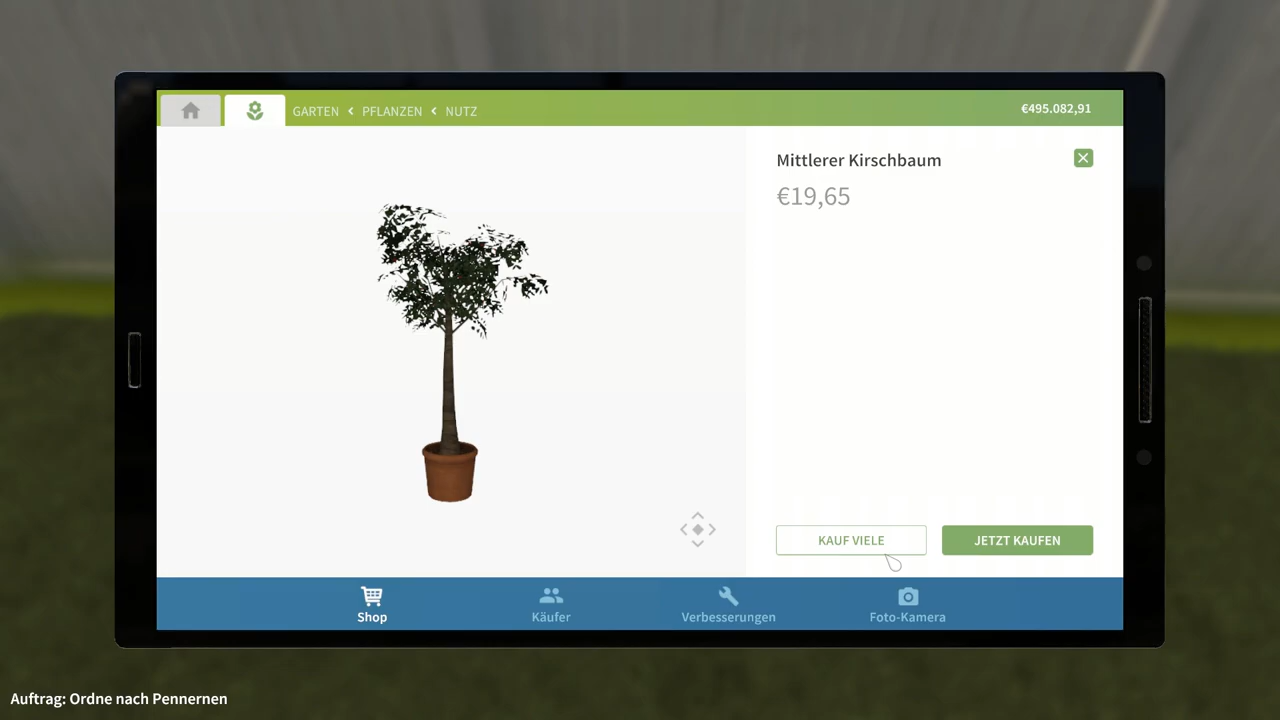 GARTEN < PFLANZEN < NUTZ
€495.082,91
Mittlerer Kirschbaum
€19,65
KAUF VIELE
JETZT KAUFEN
Shop
Käufer
Verbesserungen
Foto-Kamera
Auftrag: Ordne nach Pennernen